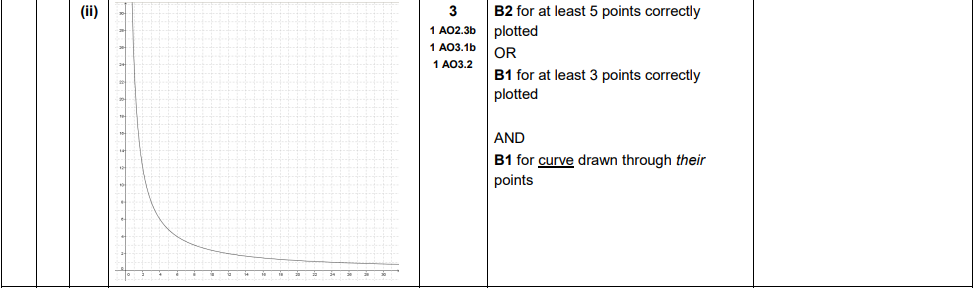 (ii)
3
1 AO2.3b
1 AO3.1b
1 AO3.2
B2 for at least 5 points correctly
plotted
OR
B1 for at least 3 points correctly
plotted
AND
B1 for curve drawn through their
points